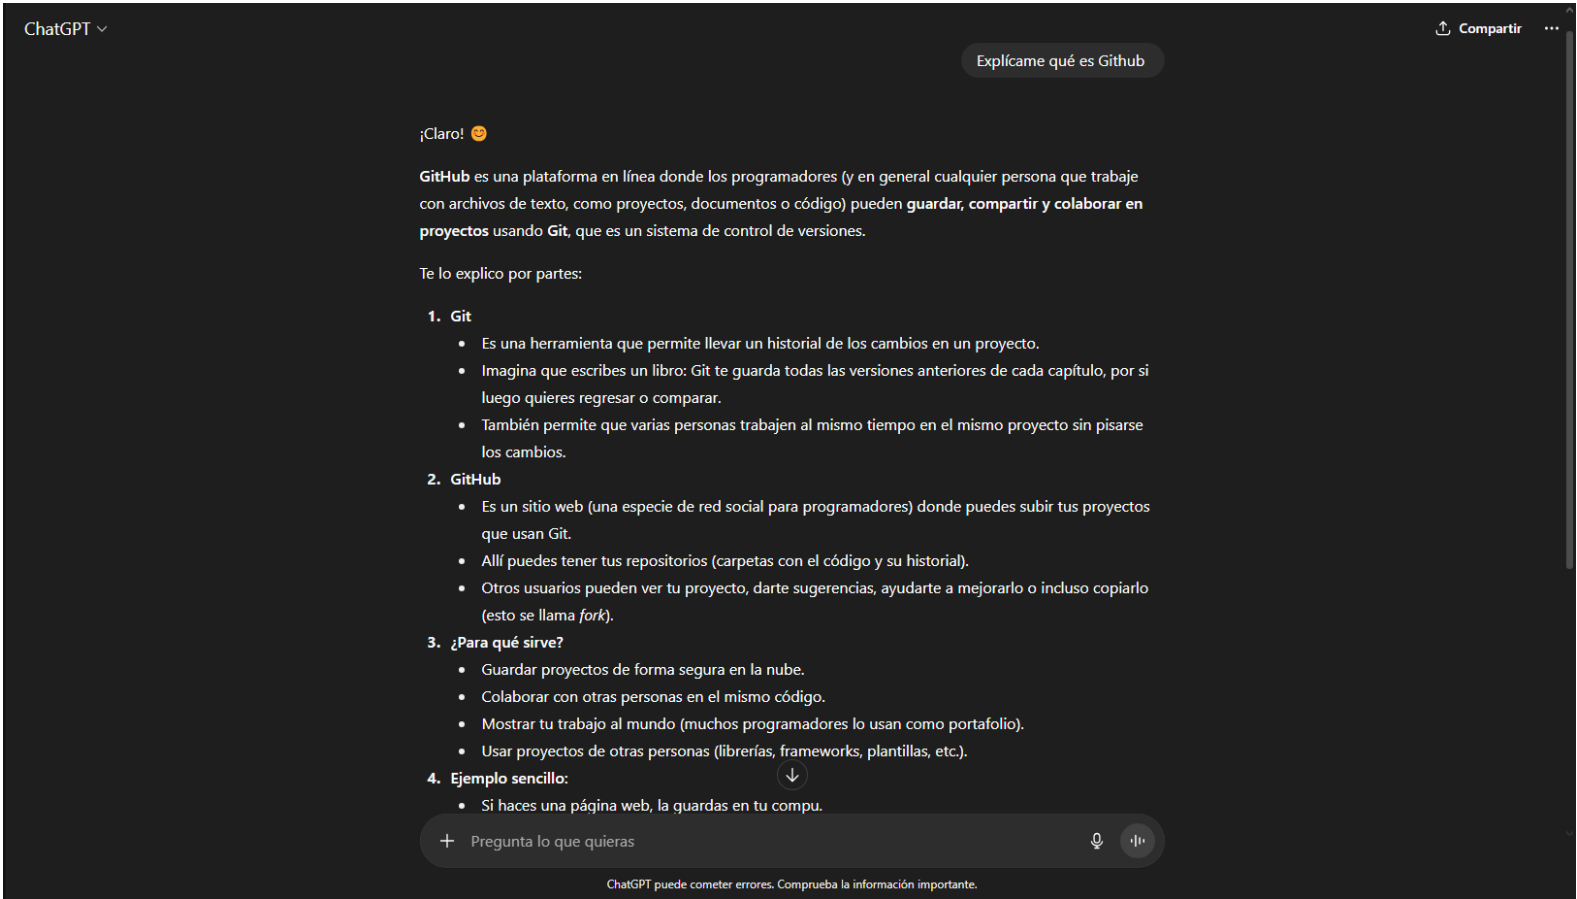 ChatGPT
Compartir
Explícame qué es Github
¡Claro! 😊
GitHub es una plataforma en línea donde los programadores (y en general cualquier persona que trabaje
con archivos de texto, como proyectos, documentos o código) pueden guardar, compartir y colaborar en
proyectos usando Git, que es un sistema de control de versiones.
Te lo explico por partes:
1. Git
• Es una herramienta que permite llevar un historial de los cambios en un proyecto.
• Imagina que escribes un libro: Git te guarda todas las versiones anteriores de cada capítulo, por si
luego quieres regresar o comparar.
• También permite que varias personas trabajen al mismo tiempo en el mismo proyecto sin pisarse
los cambios.
2. GitHub
• Es un sitio web (una especie de red social para programadores) donde puedes subir tus proyectos
que usan Git.
• Allí puedes tener tus repositorios (carpetas con el código y su historial).
• Otros usuarios pueden ver tu proyecto, darte sugerencias, ayudarte a mejorarlo o incluso copiarlo
(esto se llama fork).
3. ¿Para qué sirve?
• Guardar proyectos de forma segura en la nube.
• Colaborar con otras personas en el mismo código.
• Mostrar tu trabajo al mundo (muchos programadores lo usan como portafolio).
• Usar proyectos de otras personas (librerías, frameworks, plantillas, etc.).
4. Ejemplo sencillo:
• Si haces una página web, la guardas en tu compu.
Pregunta lo que quieras
ChatGPT puede cometer errores. Comprueba la información importante.